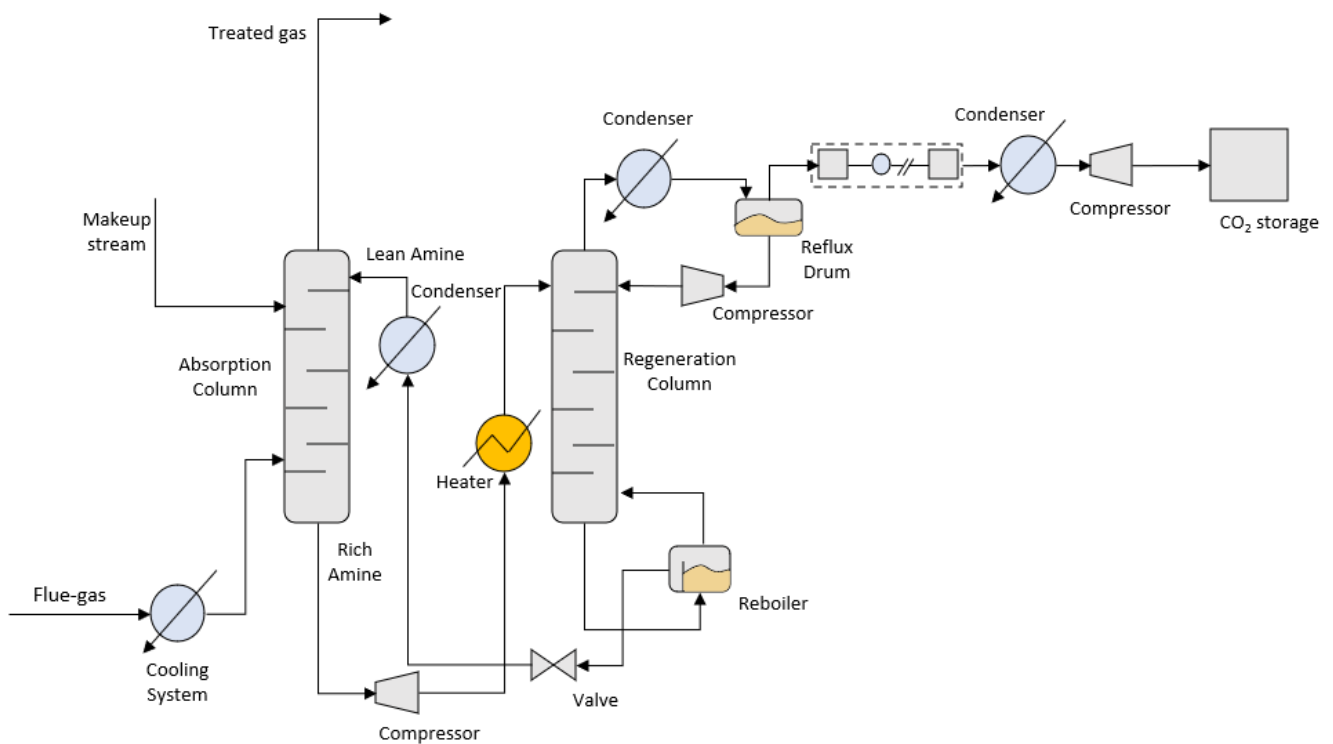 Treated gas
Condenser
Condenser
Compressor
CO₂ storage
Makeup
stream
Lean Amine
Condenser
Reflux
Drum
Compressor
Absorption
Column
Regeneration
Column
Heater
Rich
Amine
Flue-gas
Reboiler
Cooling
System
Valve
Compressor